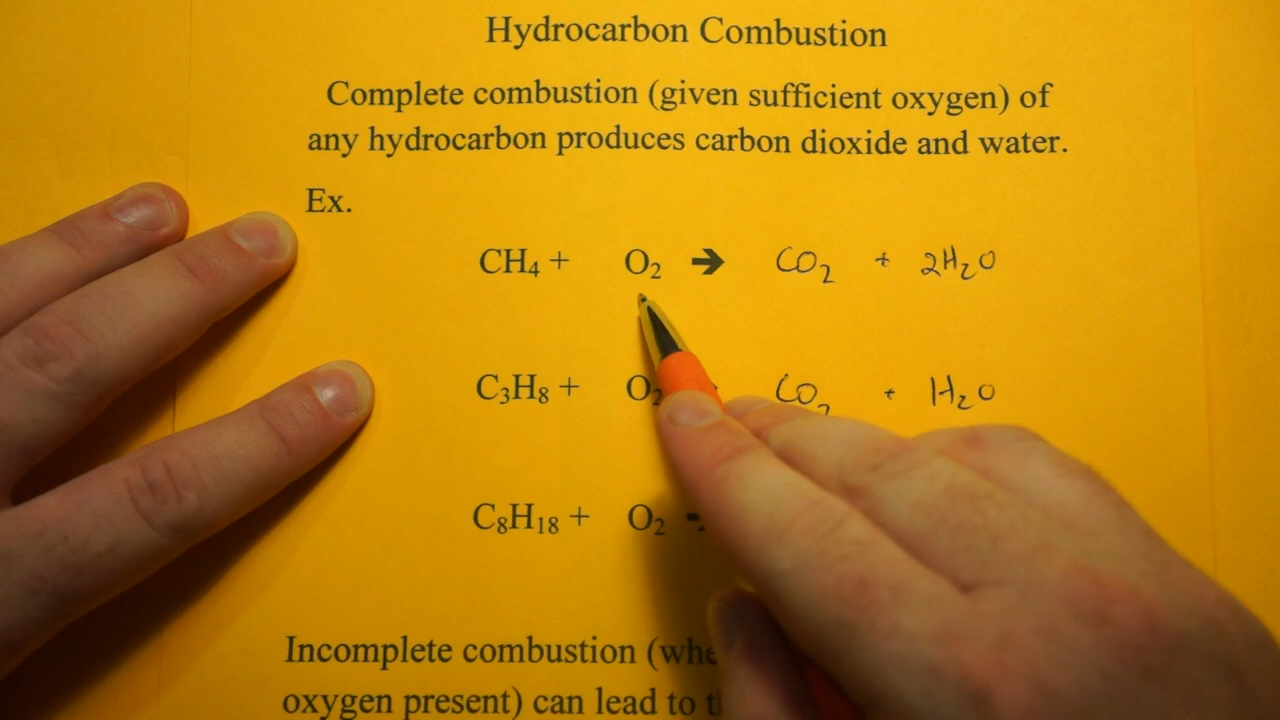 Hydrocarbon Combustion
Complete combustion (given sufficient oxygen) of
any hydrocarbon produces carbon dioxide and water.
Ex.
CH₄ + O₂ ➔ CO₂ + 2H₂O
C₃H₈ + O₂ CO₂ + H₂O
C₈H₁₈ + O₂
Incomplete combustion
oxygen present) can lead to